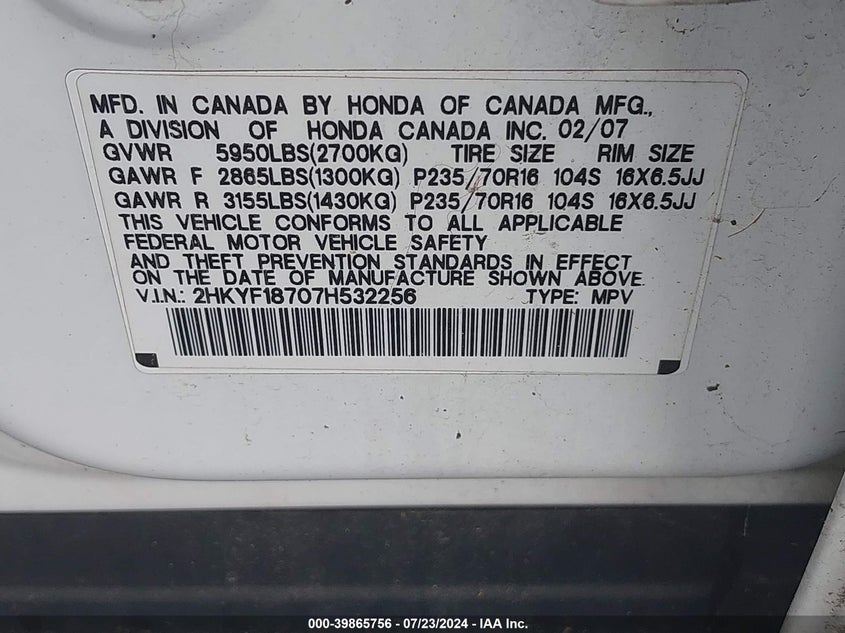 MFD. IN CANADA BY HONDA OF CANADA MFG.,
A DIVISION OF HONDA CANADA INC. 02/07
GVWR 5950LBS(2700KG) TIRE SIZE RIM SIZE
GAWR F 2865LBS(1300KG) P235/70R16 104S 16X6.5JJ
GAWR R 3155LBS(1430KG) P235/70R16 104S 16X6.5JJ
THIS VEHICLE CONFORMS TO ALL APPLICABLE
FEDERAL MOTOR VEHICLE SAFETY
AND THEFT PREVENTION STANDARDS IN EFFECT
ON THE DATE OF MANUFACTURE SHOWN ABOVE.
V.I.N.: 2HKYF18707H532256 TYPE: MPV
000-39865756 - 07/23/2024 - IAA Inc.